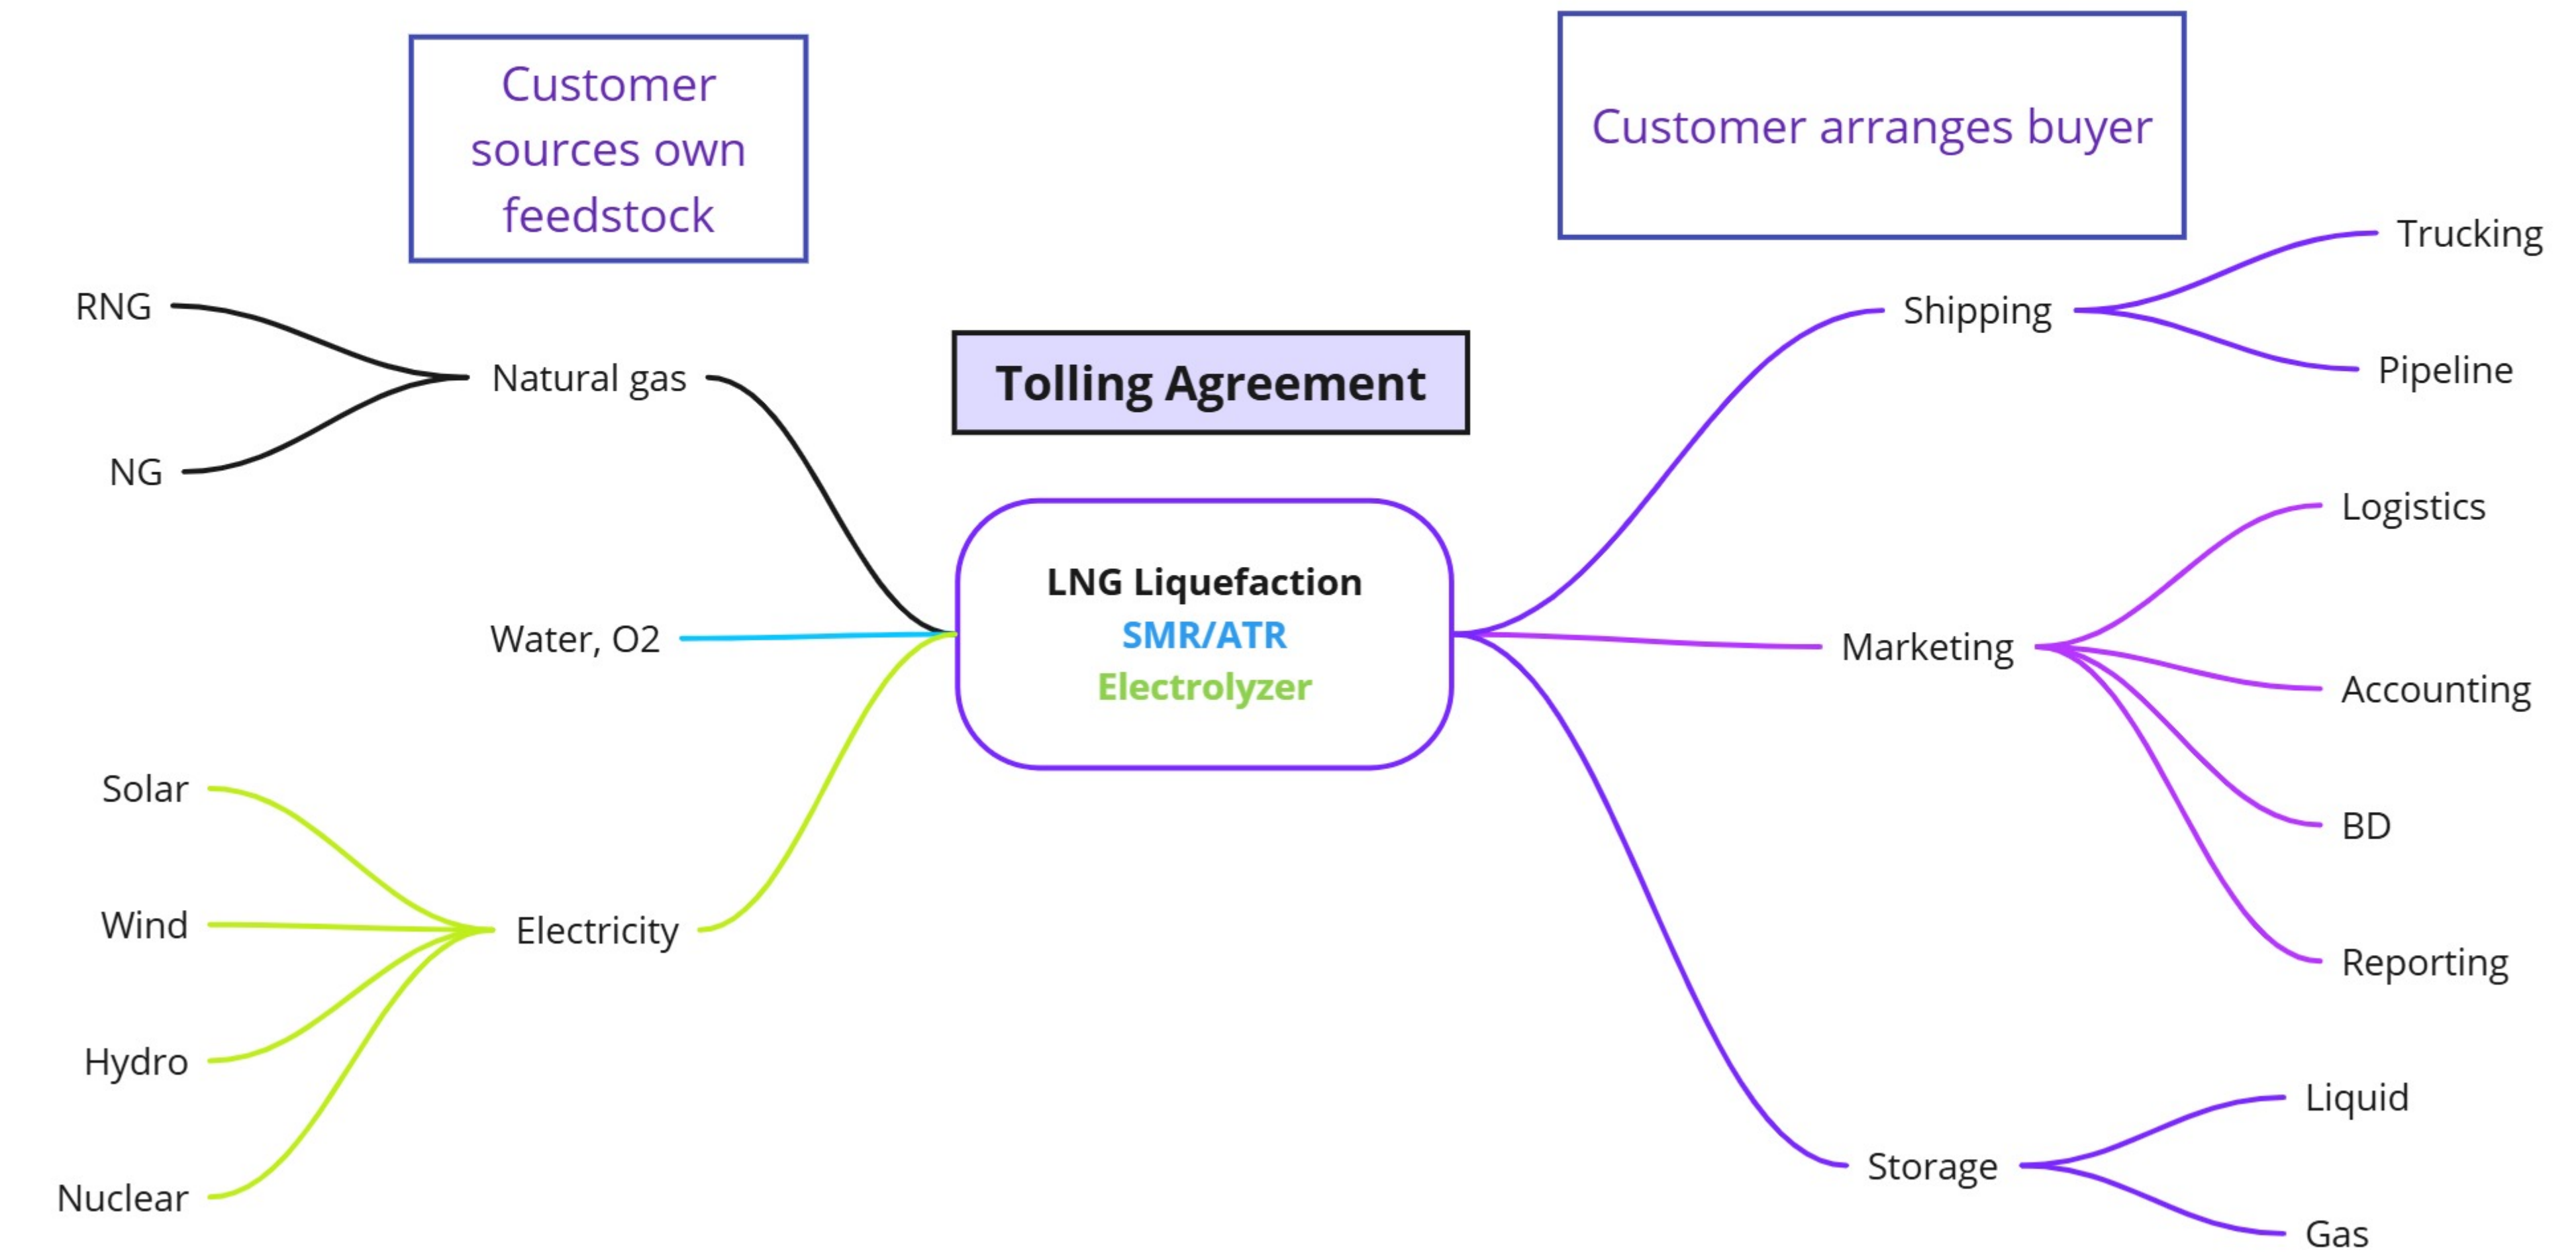 Customer
sources own
feedstock
Customer arranges buyer
Tolling Agreement
RNG
NG
Natural gas
Water, O2
Solar
Wind
Hydro
Nuclear
Electricity
LNG Liquefaction
SMR/ATR
Electrolyzer
Shipping
Trucking
Pipeline
Marketing
Logistics
Accounting
BD
Reporting
Storage
Liquid
Gas